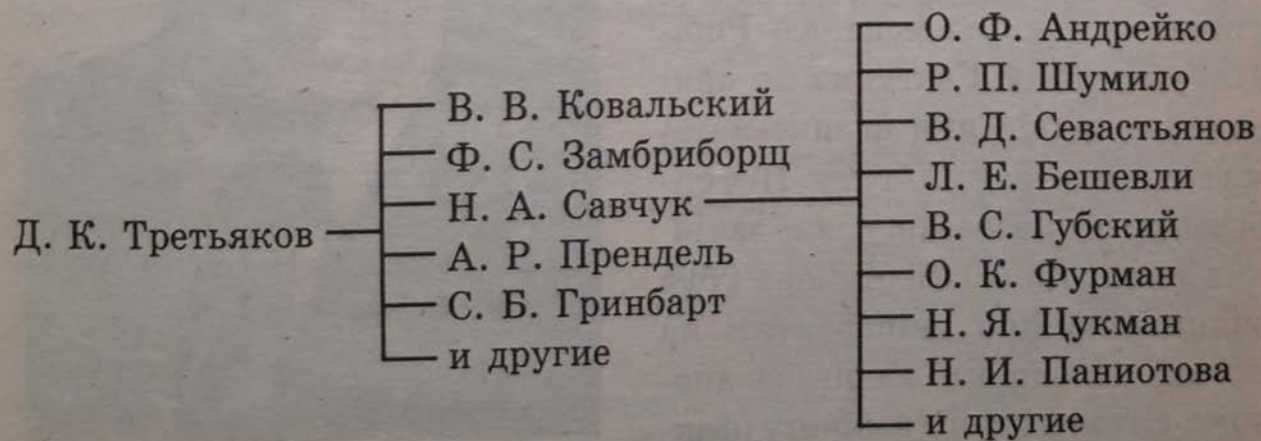 Д. К. Третьяков
В. В. Ковальский
Ф. С. Замбриборщ
Н. А. Савчук
А. Р. Прендель
С. Б. Гринбарт
и другие
О. Ф. Андрейко
Р. П. Шумило
В. Д. Севастьянов
Л. Е. Бешевли
В. С. Губский
О. К. Фурман
Н. Я. Цукман
Н. И. Паниотова
и другие